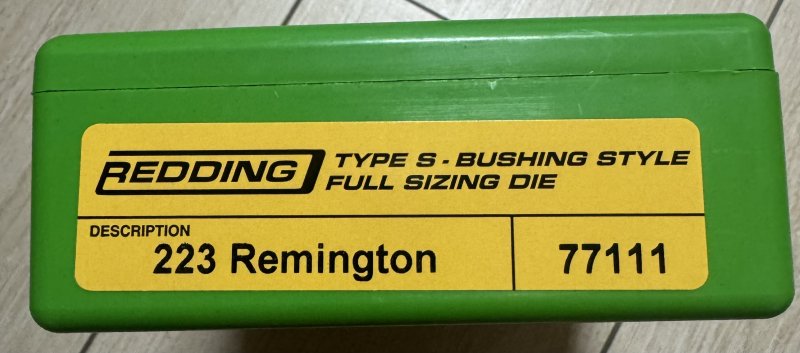 REDDING
TYPE S - BUSHING STYLE
FULL SIZING DIE
DESCRIPTION
223 Remington
77111